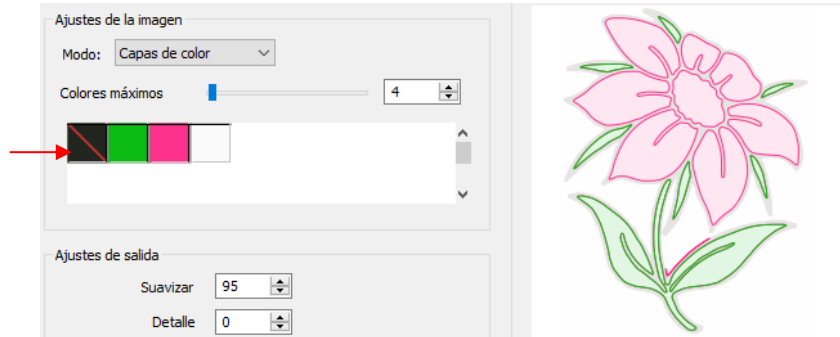 Ajustes de la imagen
Modo: Capas de color
Colores máximos 4
Ajustes de salida
Suavizar 95
Detalle 0